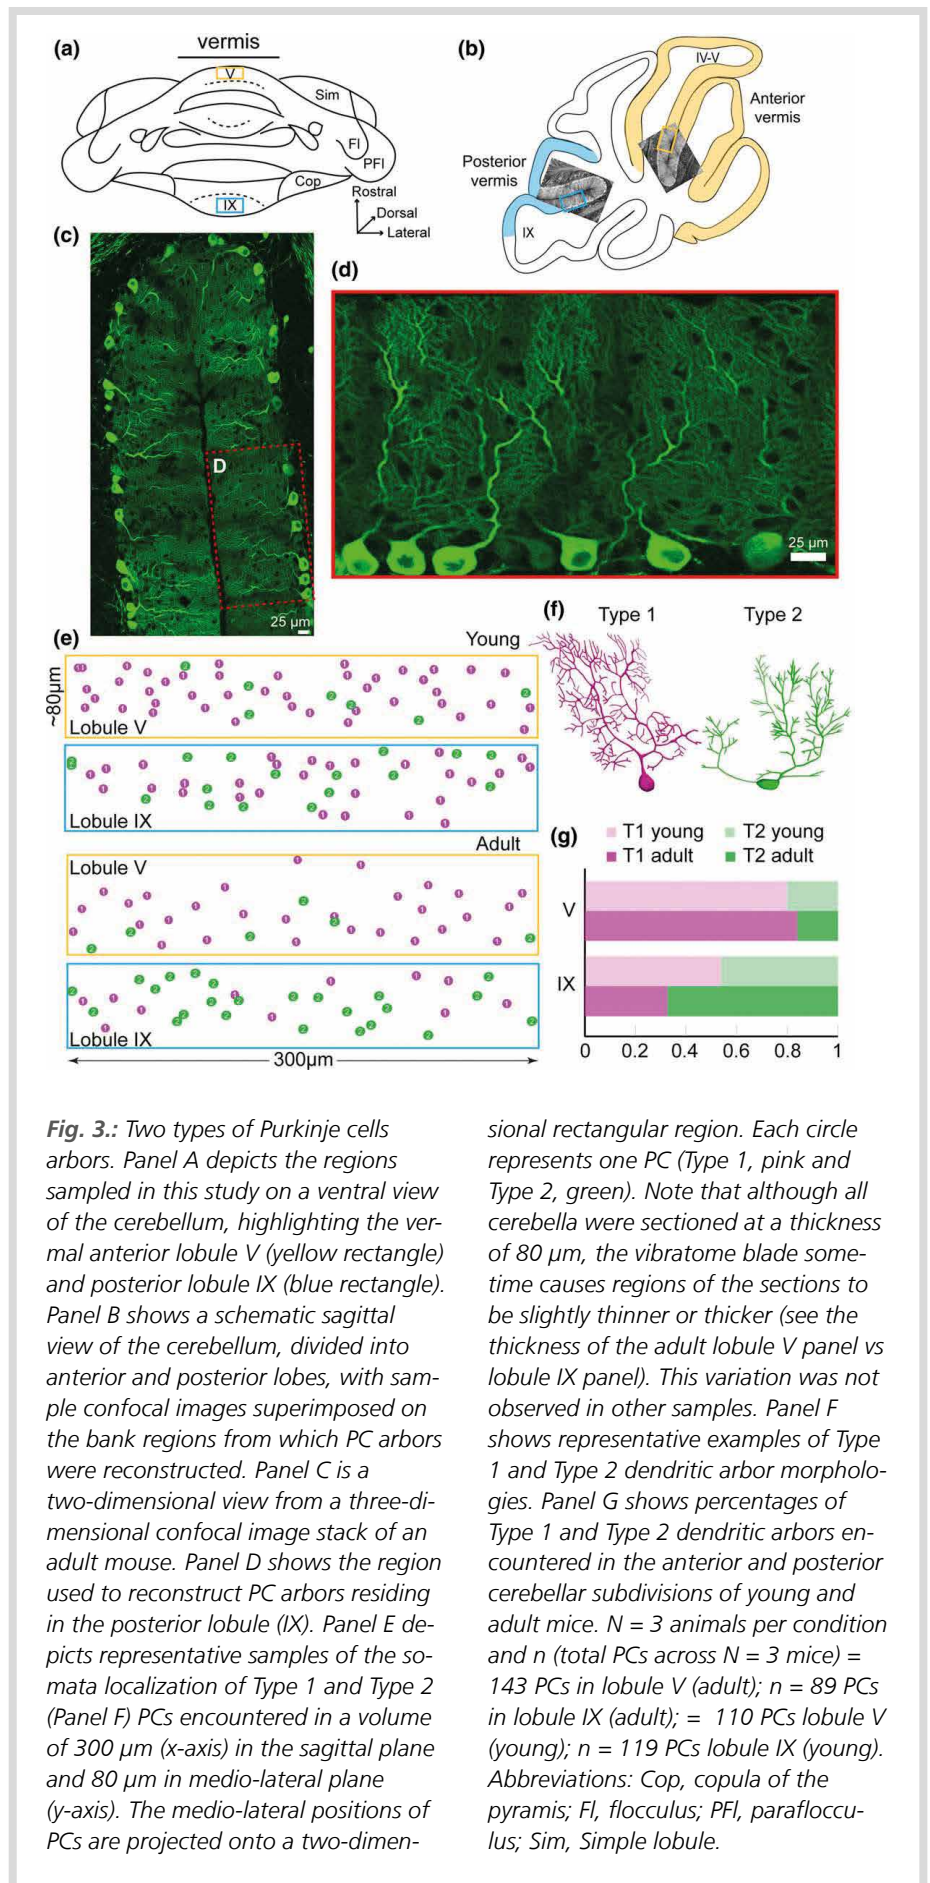 (a)
vermis
V
Sim
Fl
PFl
Cop
IX
Rostral
Dorsal
Lateral
(b)
IV-V
Anterior
vermis
Posterior
vermis
IX
(c)
D
25 µm
(d)
25 µm
(e)
Young
~80µm
Lobule V
Lobule IX
Adult
Lobule V
Lobule IX
300µm
(f)
Type 1
Type 2
(g)
T1 young
T2 young
T1 adult
T2 adult
V
IX
0 0.2 0.4 0.6 0.8 1
Fig. 3.: Two types of Purkinje cells
arbors. Panel A depicts the regions
sampled in this study on a ventral view
of the cerebellum, highlighting the ver-
mal anterior lobule V (yellow rectangle)
and posterior lobule IX (blue rectangle).
Panel B shows a schematic sagittal
view of the cerebellum, divided into
anterior and posterior lobes, with sam-
ple confocal images superimposed on
the bank regions from which PC arbors
were reconstructed. Panel C is a
two-dimensional view from a three-di-
mensional confocal image stack of an
adult mouse. Panel D shows the region
used to reconstruct PC arbors residing
in the posterior lobule (IX). Panel E de-
picts representative samples of the so-
mata localization of Type 1 and Type 2
(Panel F) PCs encountered in a volume
of 300 µm (x-axis) in the sagittal plane
and 80 µm in medio-lateral plane
(y-axis). The medio-lateral positions of
PCs are projected onto a two-dimen-
sional rectangular region. Each circle
represents one PC (Type 1, pink and
Type 2, green). Note that although all
cerebella were sectioned at a thickness
of 80 µm, the vibratome blade some-
time causes regions of the sections to
be slightly thinner or thicker (see the
thickness of the adult lobule V panel vs
lobule IX panel). This variation was not
observed in other samples. Panel F
shows representative examples of Type
1 and Type 2 dendritic arbor morpholo-
gies. Panel G shows percentages of
Type 1 and Type 2 dendritic arbors en-
countered in the anterior and posterior
cerebellar subdivisions of young and
adult mice. N = 3 animals per condition
and n (total PCs across N = 3 mice) =
143 PCs in lobule V (adult); n = 89 PCs
in lobule IX (adult); = 110 PCs lobule V
(young); n = 119 PCs lobule IX (young).
Abbreviations: Cop, copula of the
pyramis; Fl, flocculus; PFl, parafloccu-
lus; Sim, Simple lobule.